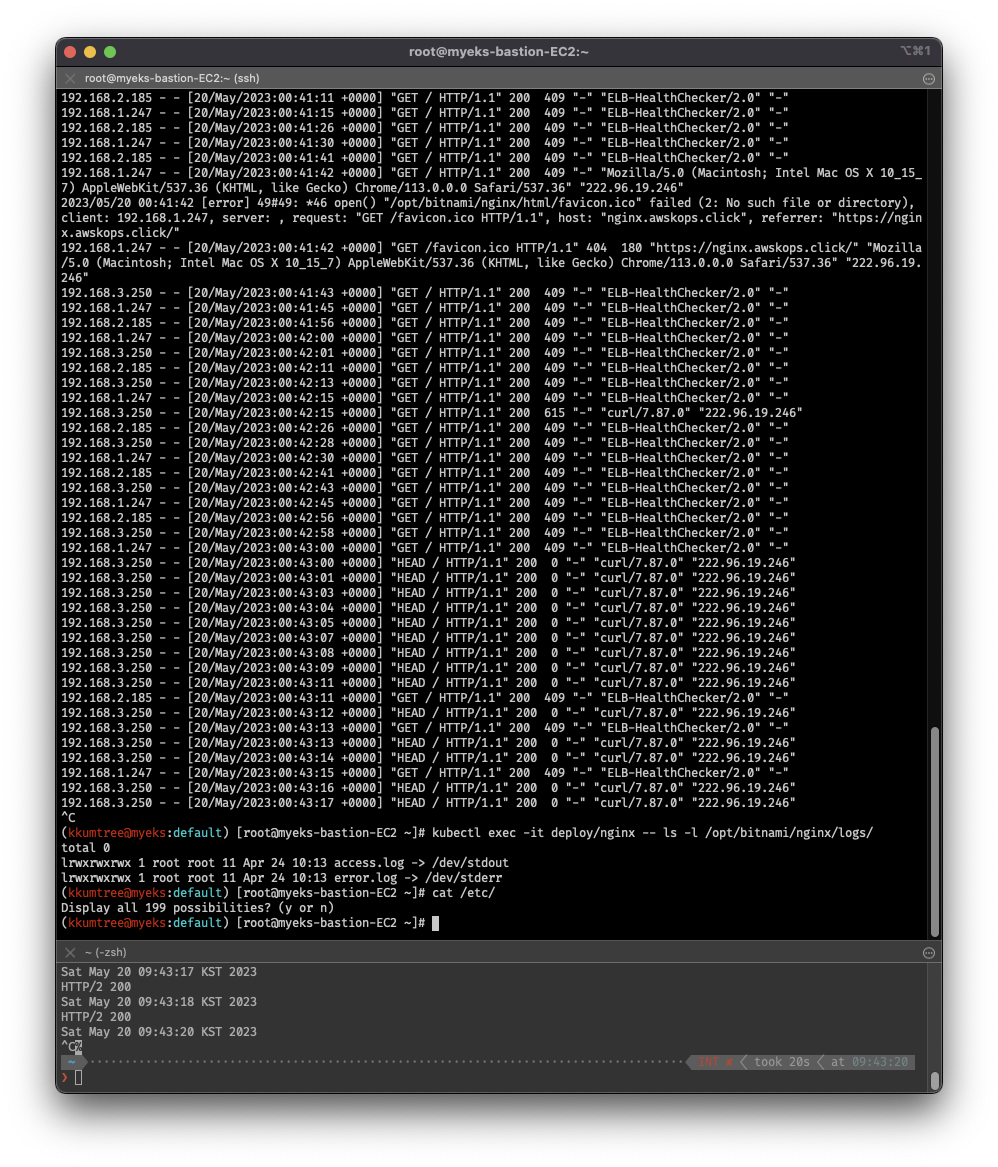 root@myeks-bastion-EC2:~
⌥⌘1
root@myeks-bastion-EC2:~ (ssh)
192.168.2.185 - - [20/May/2023:00:41:11 +0000] "GET / HTTP/1.1" 200  409 "-" "ELB-HealthChecker/2.0" "-"
192.168.1.247 - - [20/May/2023:00:41:15 +0000] "GET / HTTP/1.1" 200  409 "-" "ELB-HealthChecker/2.0" "-"
192.168.2.185 - - [20/May/2023:00:41:26 +0000] "GET / HTTP/1.1" 200  409 "-" "ELB-HealthChecker/2.0" "-"
192.168.1.247 - - [20/May/2023:00:41:30 +0000] "GET / HTTP/1.1" 200  409 "-" "ELB-HealthChecker/2.0" "-"
192.168.2.185 - - [20/May/2023:00:41:41 +0000] "GET / HTTP/1.1" 200  409 "-" "ELB-HealthChecker/2.0" "-"
192.168.1.247 - - [20/May/2023:00:41:42 +0000] "GET / HTTP/1.1" 200  409 "-" "Mozilla/5.0 (Macintosh; Intel Mac OS X 10_15_
7) AppleWebKit/537.36 (KHTML, like Gecko) Chrome/113.0.0.0 Safari/537.36" "222.96.19.246"
2023/05/20 00:41:42 [error] 49#49: *46 open() "/opt/bitnami/nginx/html/favicon.ico" failed (2: No such file or directory),
client: 192.168.1.247, server: , request: "GET /favicon.ico HTTP/1.1", host: "nginx.awskops.click", referrer: "https://ngin
x.awskops.click/"
192.168.1.247 - - [20/May/2023:00:41:42 +0000] "GET /favicon.ico HTTP/1.1" 404  180 "https://nginx.awskops.click/" "Mozilla
/5.0 (Macintosh; Intel Mac OS X 10_15_7) AppleWebKit/537.36 (KHTML, like Gecko) Chrome/113.0.0.0 Safari/537.36" "222.96.19.
246"
192.168.3.250 - - [20/May/2023:00:41:43 +0000] "GET / HTTP/1.1" 200  409 "-" "ELB-HealthChecker/2.0" "-"
192.168.1.247 - - [20/May/2023:00:41:45 +0000] "GET / HTTP/1.1" 200  409 "-" "ELB-HealthChecker/2.0" "-"
192.168.2.185 - - [20/May/2023:00:41:56 +0000] "GET / HTTP/1.1" 200  409 "-" "ELB-HealthChecker/2.0" "-"
192.168.1.247 - - [20/May/2023:00:42:00 +0000] "GET / HTTP/1.1" 200  409 "-" "ELB-HealthChecker/2.0" "-"
192.168.3.250 - - [20/May/2023:00:42:01 +0000] "GET / HTTP/1.1" 200  409 "-" "ELB-HealthChecker/2.0" "-"
192.168.2.185 - - [20/May/2023:00:42:11 +0000] "GET / HTTP/1.1" 200  409 "-" "ELB-HealthChecker/2.0" "-"
192.168.3.250 - - [20/May/2023:00:42:13 +0000] "GET / HTTP/1.1" 200  409 "-" "ELB-HealthChecker/2.0" "-"
192.168.1.247 - - [20/May/2023:00:42:15 +0000] "GET / HTTP/1.1" 200  409 "-" "ELB-HealthChecker/2.0" "-"
192.168.3.250 - - [20/May/2023:00:42:15 +0000] "GET / HTTP/1.1" 200  615 "-" "curl/7.87.0" "222.96.19.246"
192.168.2.185 - - [20/May/2023:00:42:26 +0000] "GET / HTTP/1.1" 200  409 "-" "ELB-HealthChecker/2.0" "-"
192.168.3.250 - - [20/May/2023:00:42:28 +0000] "GET / HTTP/1.1" 200  409 "-" "ELB-HealthChecker/2.0" "-"
192.168.1.247 - - [20/May/2023:00:42:30 +0000] "GET / HTTP/1.1" 200  409 "-" "ELB-HealthChecker/2.0" "-"
192.168.2.185 - - [20/May/2023:00:42:41 +0000] "GET / HTTP/1.1" 200  409 "-" "ELB-HealthChecker/2.0" "-"
192.168.3.250 - - [20/May/2023:00:42:43 +0000] "GET / HTTP/1.1" 200  409 "-" "ELB-HealthChecker/2.0" "-"
192.168.1.247 - - [20/May/2023:00:42:45 +0000] "GET / HTTP/1.1" 200  409 "-" "ELB-HealthChecker/2.0" "-"
192.168.2.185 - - [20/May/2023:00:42:56 +0000] "GET / HTTP/1.1" 200  409 "-" "ELB-HealthChecker/2.0" "-"
192.168.3.250 - - [20/May/2023:00:42:58 +0000] "GET / HTTP/1.1" 200  409 "-" "ELB-HealthChecker/2.0" "-"
192.168.1.247 - - [20/May/2023:00:43:00 +0000] "GET / HTTP/1.1" 200  409 "-" "ELB-HealthChecker/2.0" "-"
192.168.3.250 - - [20/May/2023:00:43:00 +0000] "HEAD / HTTP/1.1" 200  0 "-" "curl/7.87.0" "222.96.19.246"
192.168.3.250 - - [20/May/2023:00:43:01 +0000] "HEAD / HTTP/1.1" 200  0 "-" "curl/7.87.0" "222.96.19.246"
192.168.3.250 - - [20/May/2023:00:43:03 +0000] "HEAD / HTTP/1.1" 200  0 "-" "curl/7.87.0" "222.96.19.246"
192.168.3.250 - - [20/May/2023:00:43:04 +0000] "HEAD / HTTP/1.1" 200  0 "-" "curl/7.87.0" "222.96.19.246"
192.168.3.250 - - [20/May/2023:00:43:05 +0000] "HEAD / HTTP/1.1" 200  0 "-" "curl/7.87.0" "222.96.19.246"
192.168.3.250 - - [20/May/2023:00:43:07 +0000] "HEAD / HTTP/1.1" 200  0 "-" "curl/7.87.0" "222.96.19.246"
192.168.3.250 - - [20/May/2023:00:43:08 +0000] "HEAD / HTTP/1.1" 200  0 "-" "curl/7.87.0" "222.96.19.246"
192.168.3.250 - - [20/May/2023:00:43:09 +0000] "HEAD / HTTP/1.1" 200  0 "-" "curl/7.87.0" "222.96.19.246"
192.168.3.250 - - [20/May/2023:00:43:11 +0000] "HEAD / HTTP/1.1" 200  0 "-" "curl/7.87.0" "222.96.19.246"
192.168.2.185 - - [20/May/2023:00:43:11 +0000] "GET / HTTP/1.1" 200  409 "-" "ELB-HealthChecker/2.0" "-"
192.168.3.250 - - [20/May/2023:00:43:12 +0000] "HEAD / HTTP/1.1" 200  0 "-" "curl/7.87.0" "222.96.19.246"
192.168.3.250 - - [20/May/2023:00:43:13 +0000] "GET / HTTP/1.1" 200  409 "-" "ELB-HealthChecker/2.0" "-"
192.168.3.250 - - [20/May/2023:00:43:13 +0000] "HEAD / HTTP/1.1" 200  0 "-" "curl/7.87.0" "222.96.19.246"
192.168.3.250 - - [20/May/2023:00:43:14 +0000] "HEAD / HTTP/1.1" 200  0 "-" "curl/7.87.0" "222.96.19.246"
192.168.1.247 - - [20/May/2023:00:43:15 +0000] "GET / HTTP/1.1" 200  409 "-" "ELB-HealthChecker/2.0" "-"
192.168.3.250 - - [20/May/2023:00:43:16 +0000] "HEAD / HTTP/1.1" 200  0 "-" "curl/7.87.0" "222.96.19.246"
192.168.3.250 - - [20/May/2023:00:43:17 +0000] "HEAD / HTTP/1.1" 200  0 "-" "curl/7.87.0" "222.96.19.246"
^C
(kkumtree@myeks:default) [root@myeks-bastion-EC2 ~]# kubectl exec -it deploy/nginx -- ls -l /opt/bitnami/nginx/logs/
total 0
lrwxrwxrwx 1 root root 11 Apr 24 10:13 access.log -> /dev/stdout
lrwxrwxrwx 1 root root 11 Apr 24 10:13 error.log -> /dev/stderr
(kkumtree@myeks:default) [root@myeks-bastion-EC2 ~]# cat /etc/
Display all 199 possibilities? (y or n)
(kkumtree@myeks:default) [root@myeks-bastion-EC2 ~]#
~ (-zsh)
Sat May 20 09:43:17 KST 2023
HTTP/2 200
Sat May 20 09:43:18 KST 2023
HTTP/2 200
Sat May 20 09:43:20 KST 2023
^C%
~ INT ✘ took 20s at 09:43:20
❯